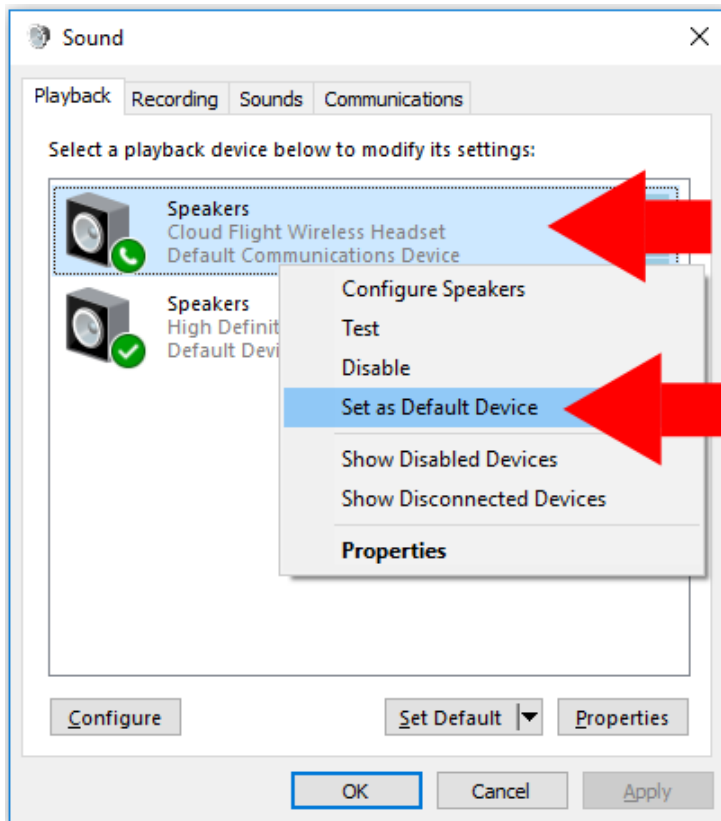 Sound
Playback Recording Sounds Communications
Select a playback device below to modify its settings:
Speakers
Cloud Flight Wireless Headset
Default Communications Device
Speakers
High Definit
Default Devi
Configure Speakers
Test
Disable
Set as Default Device
Show Disabled Devices
Show Disconnected Devices
Properties
Configure Set Default Properties
OK Cancel Apply